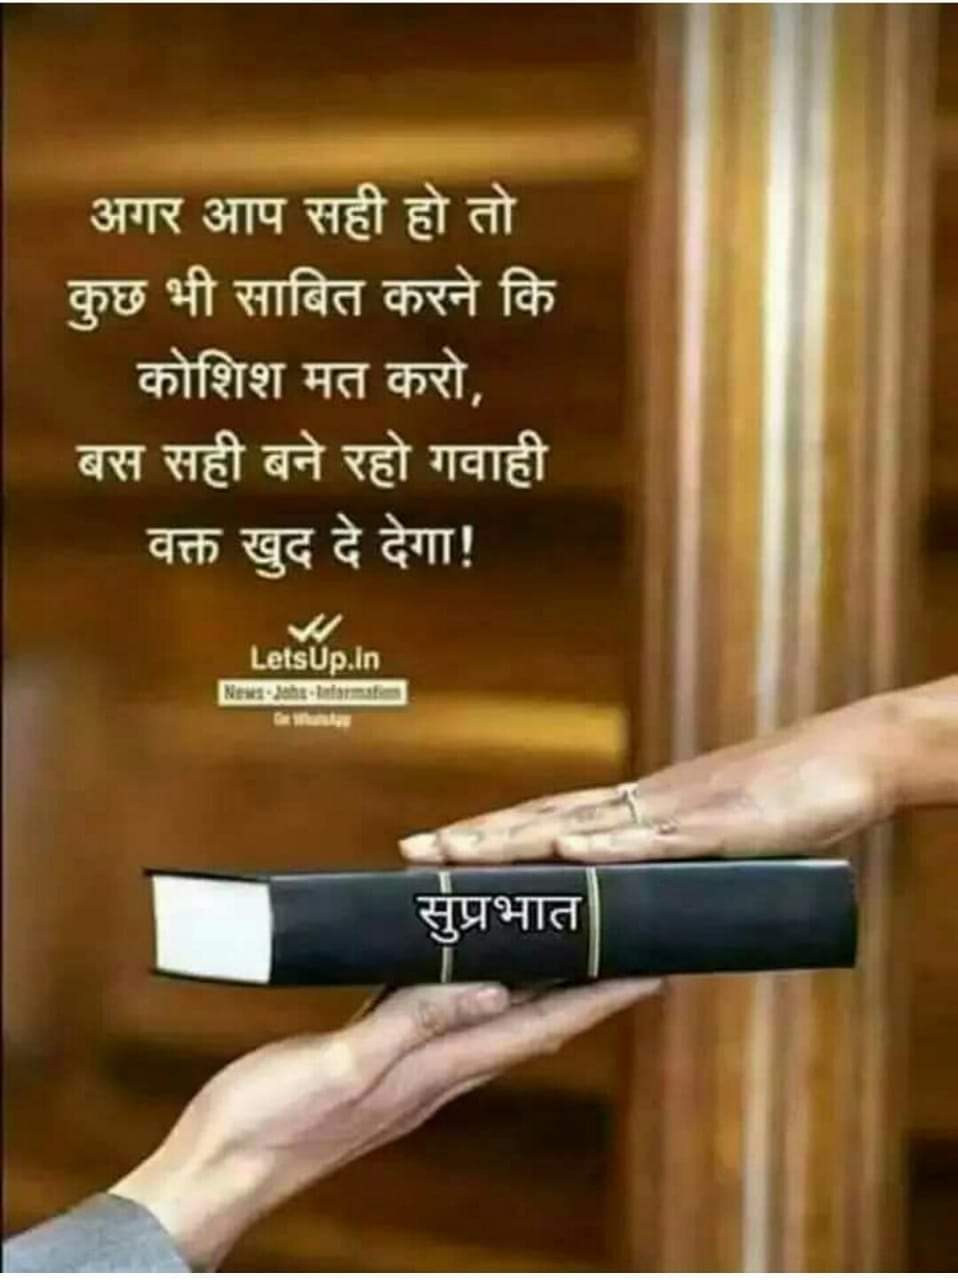 अगर आप सही हो तो
कुछ भी साबित करने कि
कोशिश मत करो,
बस सही बने रहो गवाही
वक्त खुद दे देगा!
LetsUp.in
News-Jobs-Information
On WhatsApp
सुप्रभात